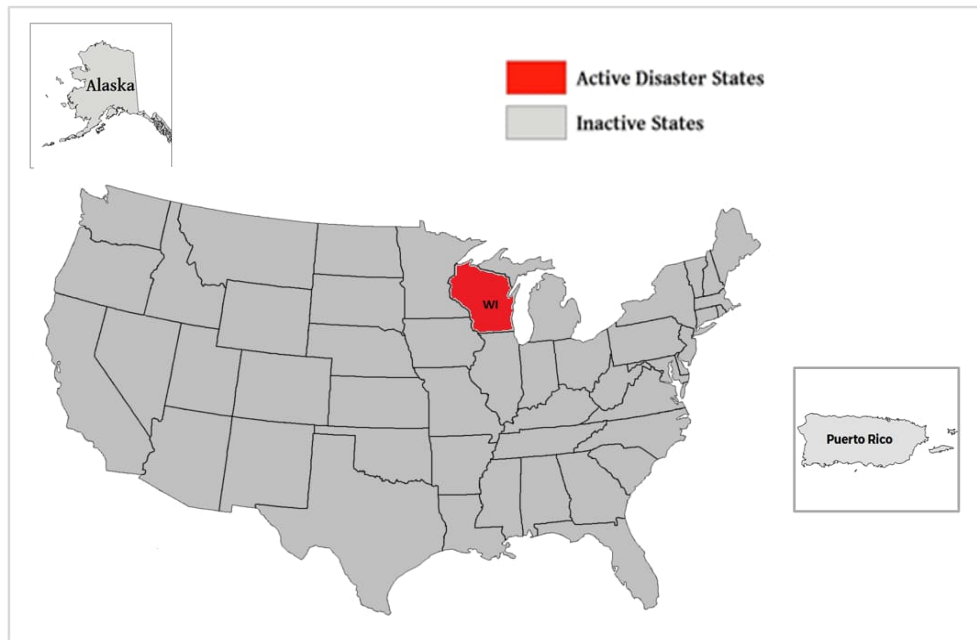 Alaska
Active Disaster States
Inactive States
WI
Puerto Rico